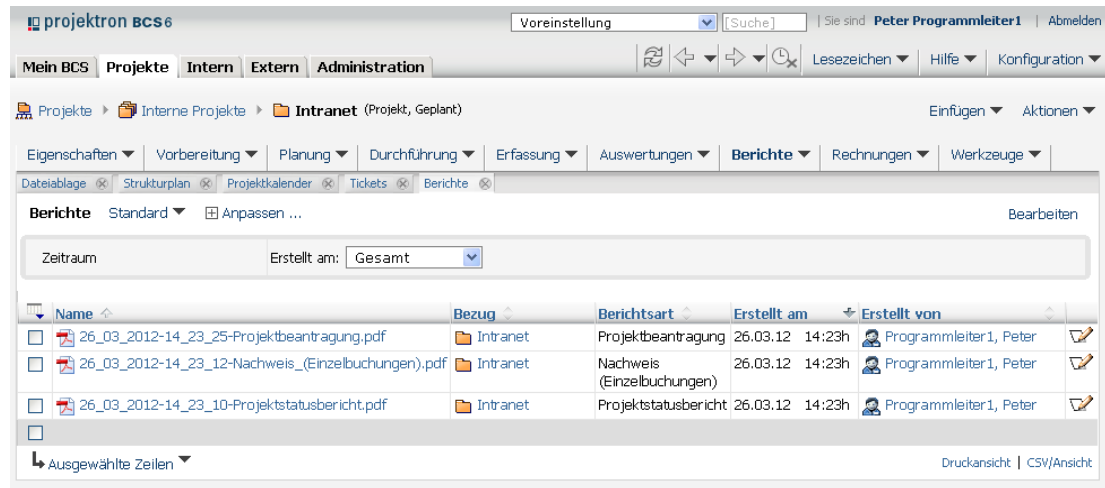 projektron BCS6 Voreinstellung [Suche] | Sie sind Peter Programmleiter1 | Abmelden
Mein BCS Projekte Intern Extern Administration Lesezeichen Hilfe Konfiguration
Projekte Interne Projekte Intranet (Projekt, Geplant) Einfügen Aktionen
Eigenschaften Vorbereitung Planung Durchführung Erfassung Auswertungen Berichte Rechnungen Werkzeuge
Dateiablage Strukturplan Projektkalender Tickets Berichte
Berichte Standard Anpassen ... Bearbeiten
Zeitraum Erstellt am: Gesamt
Name Bezug Berichtsart Erstellt am Erstellt von
26_03_2012-14_23_25-Projektbeantragung.pdf Intranet Projektbeantragung 26.03.12 14:23h Programmleiter1, Peter
26_03_2012-14_23_12-Nachweis_(Einzelbuchungen).pdf Intranet Nachweis 26.03.12 14:23h Programmleiter1, Peter
(Einzelbuchungen)
26_03_2012-14_23_10-Projektstatusbericht.pdf Intranet Projektstatusbericht 26.03.12 14:23h Programmleiter1, Peter
Ausgewählte Zeilen Druckansicht | CSV/Ansicht